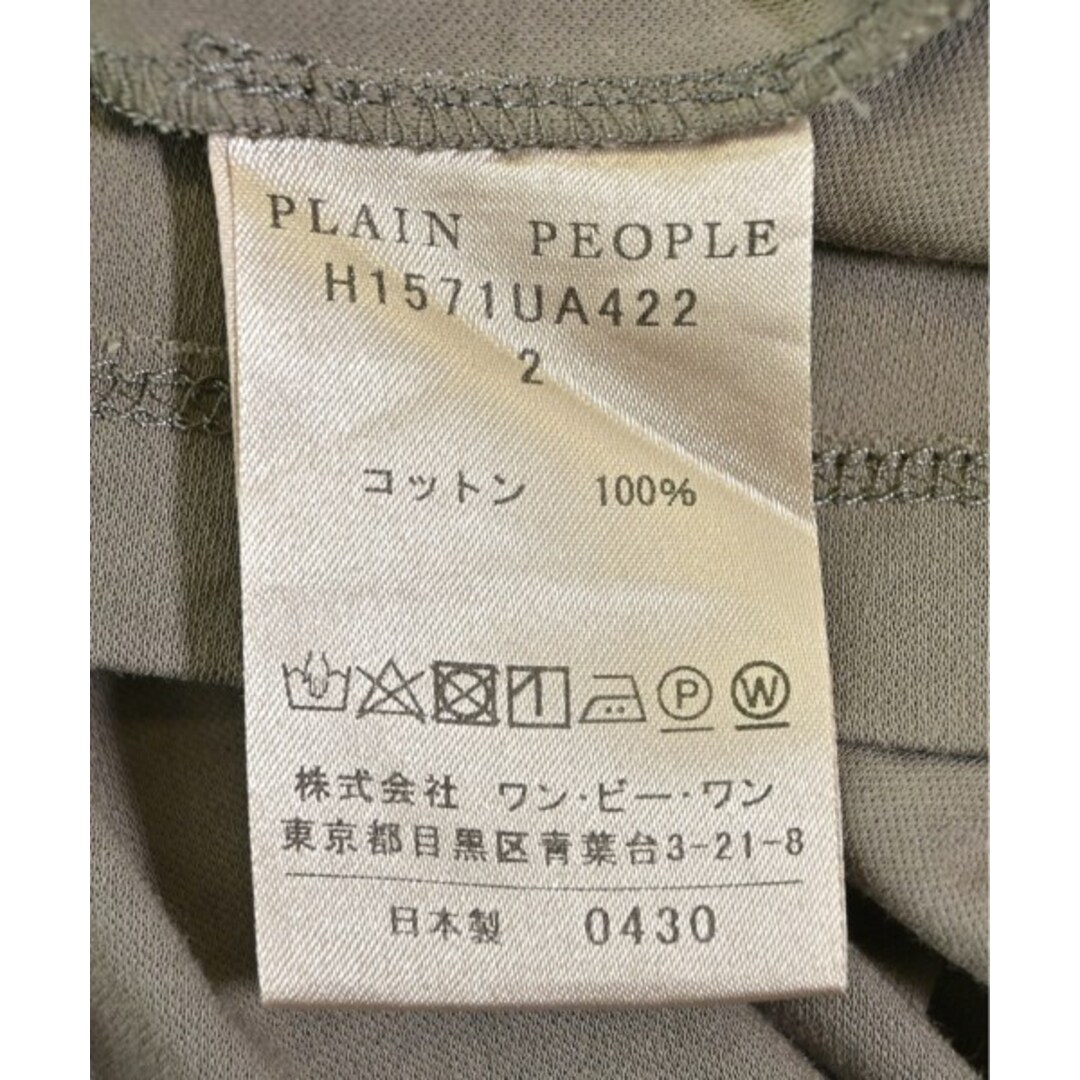 PLAIN PEOPLE
H1571UA422
2
コットン 100%
P W
株式会社 ワン・ビー・ワン
東京都目黒区青葉台3-21-8
日本製 0430